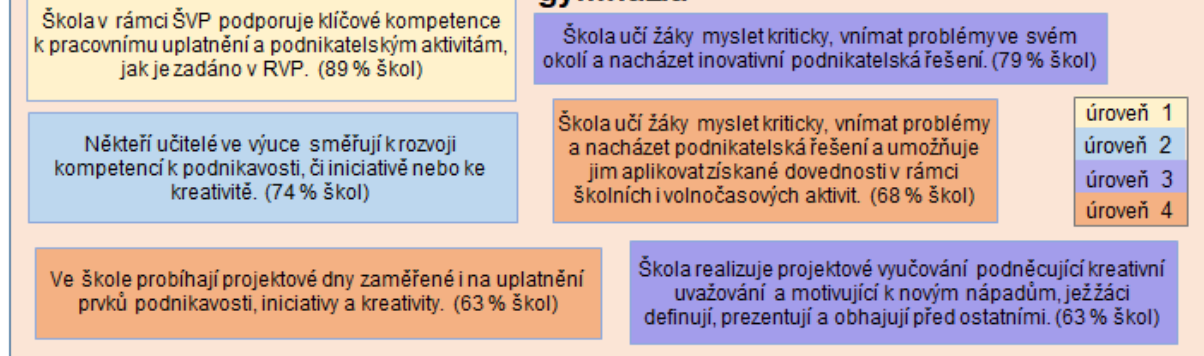 gymnázia
Škola v rámci ŠVP podporuje klíčové kompetence
k pracovnímu uplatnění a podnikatelským aktivitám,
jak je zadáno v RVP. (89 % škol)
Škola učí žáky myslet kriticky, vnímat problémy ve svém
okolí a nacházet inovativní podnikatelská řešení. (79 % škol)
Někteří učitelé ve výuce směřují k rozvoji
kompetencí k podnikavosti, či iniciativě nebo ke
kreativitě. (74 % škol)
Škola učí žáky myslet kriticky, vnímat problémy
a nacházet podnikatelská řešení a umožňuje
jim aplikovat získané dovednosti v rámci
školních i volnočasových aktivit. (68 % škol)
úroveň 1
úroveň 2
úroveň 3
úroveň 4
Ve škole probíhají projektové dny zaměřené i na uplatnění
prvků podnikavosti, iniciativy a kreativity. (63 % škol)
Škola realizuje projektové vyučování podněcující kreativní
uvažování a motivující k novým nápadům, jež žáci
definují, prezentují a obhajují před ostatními. (63 % škol)